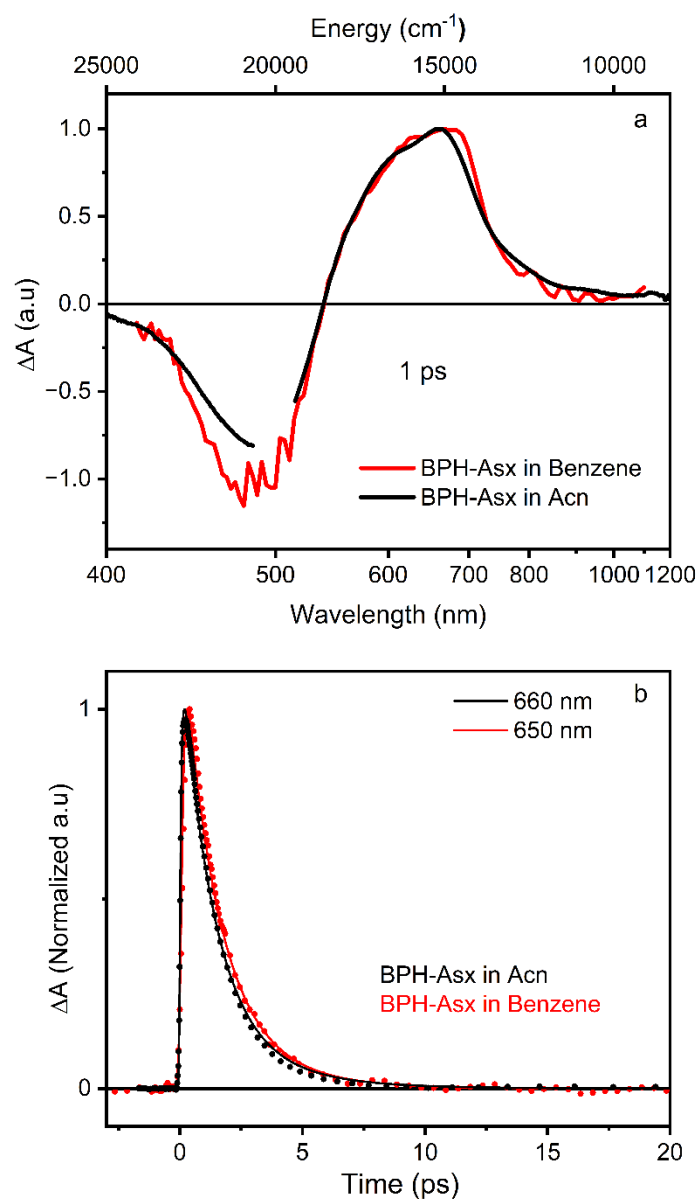 Energy (cm-1)
25000 20000 15000 10000
a
1.0
0.5
0.0
−0.5
−1.0
ΔA (a.u)
1 ps
BPH-Asx in Benzene
BPH-Asx in Acn
400 500 600 700 800 1000 1200
Wavelength (nm)
b
660 nm
650 nm
1
0
ΔA (Normalized a.u)
BPH-Asx in Acn
BPH-Asx in Benzene
0 5 10 15 20
Time (ps)